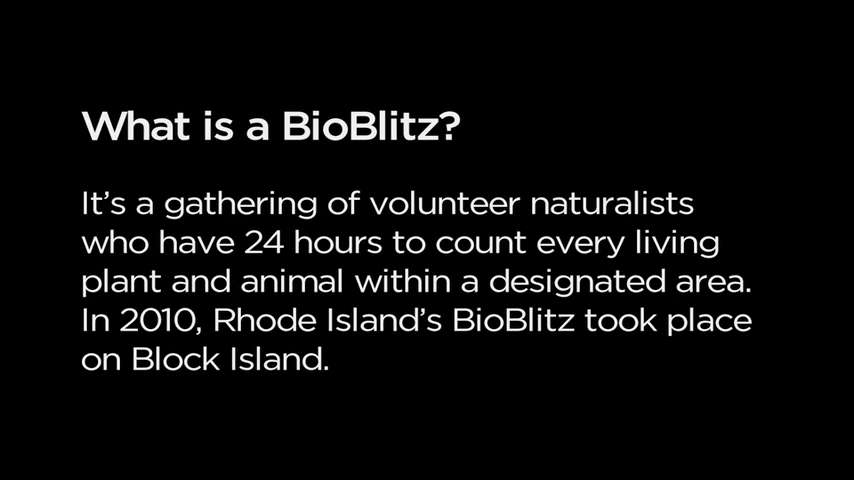 What is a BioBlitz?
It’s a gathering of volunteer naturalists
who have 24 hours to count every living
plant and animal within a designated area.
In 2010, Rhode Island’s BioBlitz took place
on Block Island.